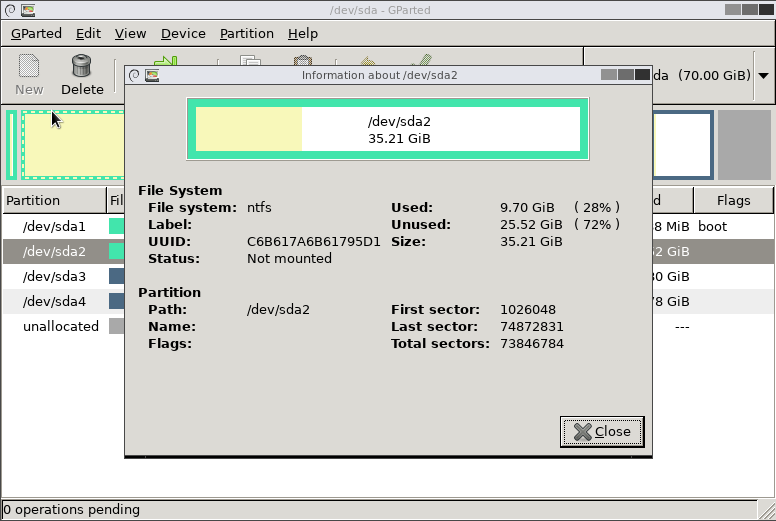 /dev/sda - GParted
GParted Edit View Device Partition Help
New Delete
da (70.00 GiB)
Information about /dev/sda2
/dev/sda2
35.21 GiB
File System
File system: ntfs Used: 9.70 GiB ( 28% )
Label: Unused: 25.52 GiB ( 72% )
UUID: C6B617A6B61795D1 Size: 35.21 GiB
Status: Not mounted
Partition
Path: /dev/sda2 First sector: 1026048
Name: Last sector: 74872831
Flags: Total sectors: 73846784
Close
Partition Fil d Flags
/dev/sda1 8 MiB boot
/dev/sda2 52 GiB
/dev/sda3 30 GiB
/dev/sda4 78 GiB
unallocated ---
0 operations pending